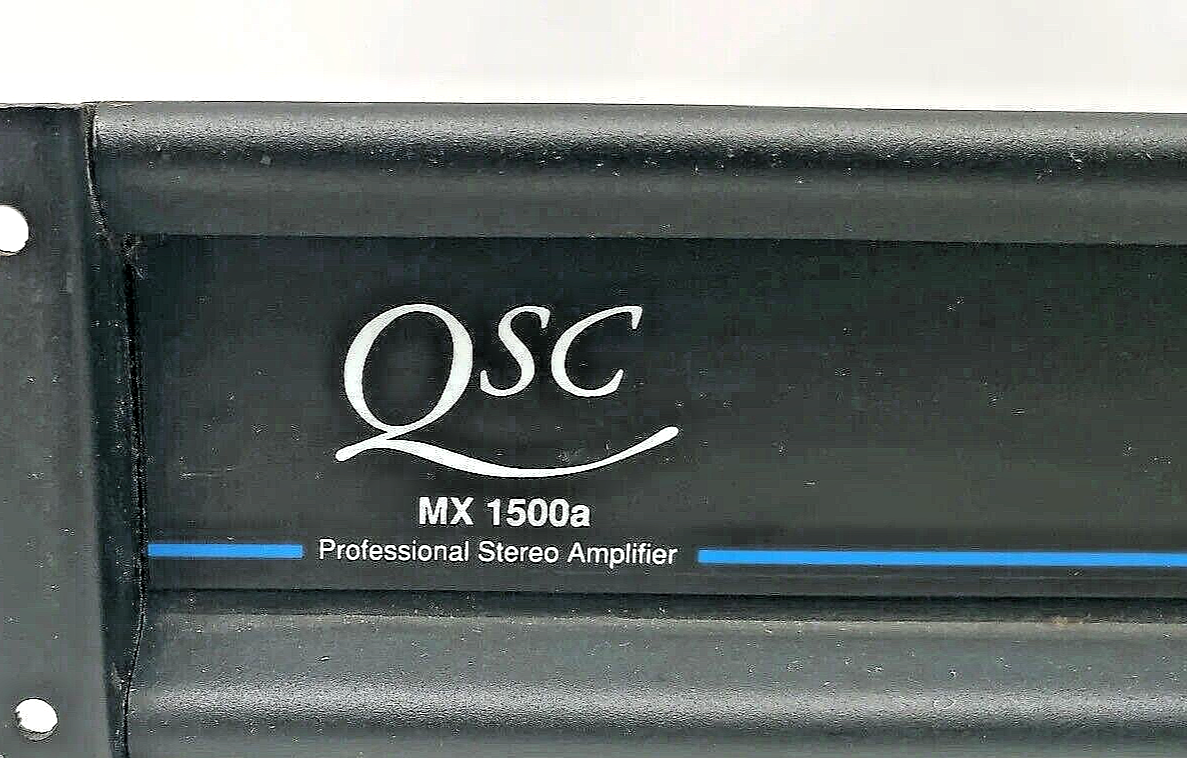 QSC
MX 1500a
Professional Stereo Amplifier